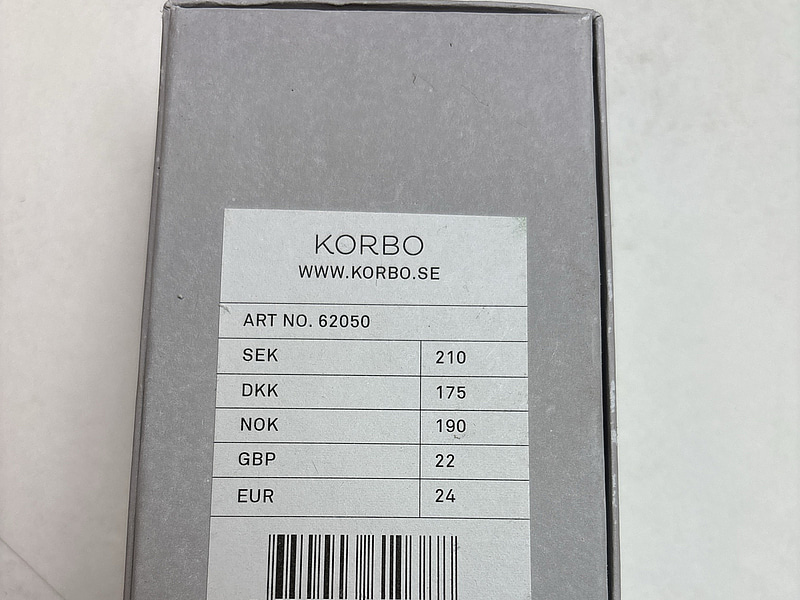 KORBO
WWW.KORBO.SE
ART NO. 62050
SEK 210
DKK 175
NOK 190
GBP 22
EUR 24